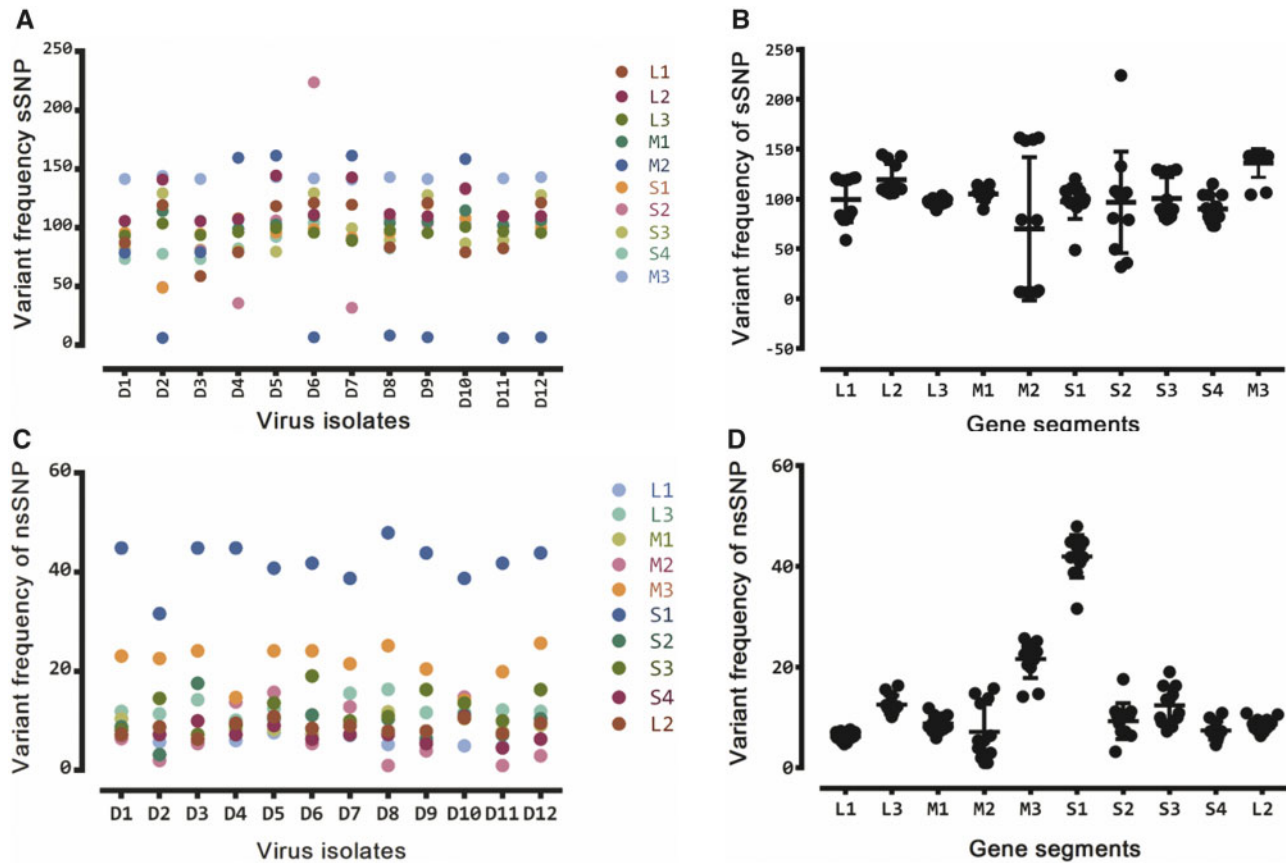 A
Variant frequency sSNP
250
200
150
100
50
0
D1 D2 D3 D4 D5 D6 D7 D8 D9 D10 D11 D12
Virus isolates
L1
L2
L3
M1
M2
S1
S2
S3
S4
M3
B
Variant frequency of sSNP
250
200
150
100
50
0
-50
L1 L2 L3 M1 M2 S1 S2 S3 S4 M3
Gene segments
C
Variant frequency of nsSNP
60
40
20
0
D1 D2 D3 D4 D5 D6 D7 D8 D9 D10 D11 D12
Virus isolates
L1
L3
M1
M2
M3
S1
S2
S3
S4
L2
D
Variant frequency of nsSNP
60
40
20
0
L1 L3 M1 M2 M3 S1 S2 S3 S4 L2
Gene segments